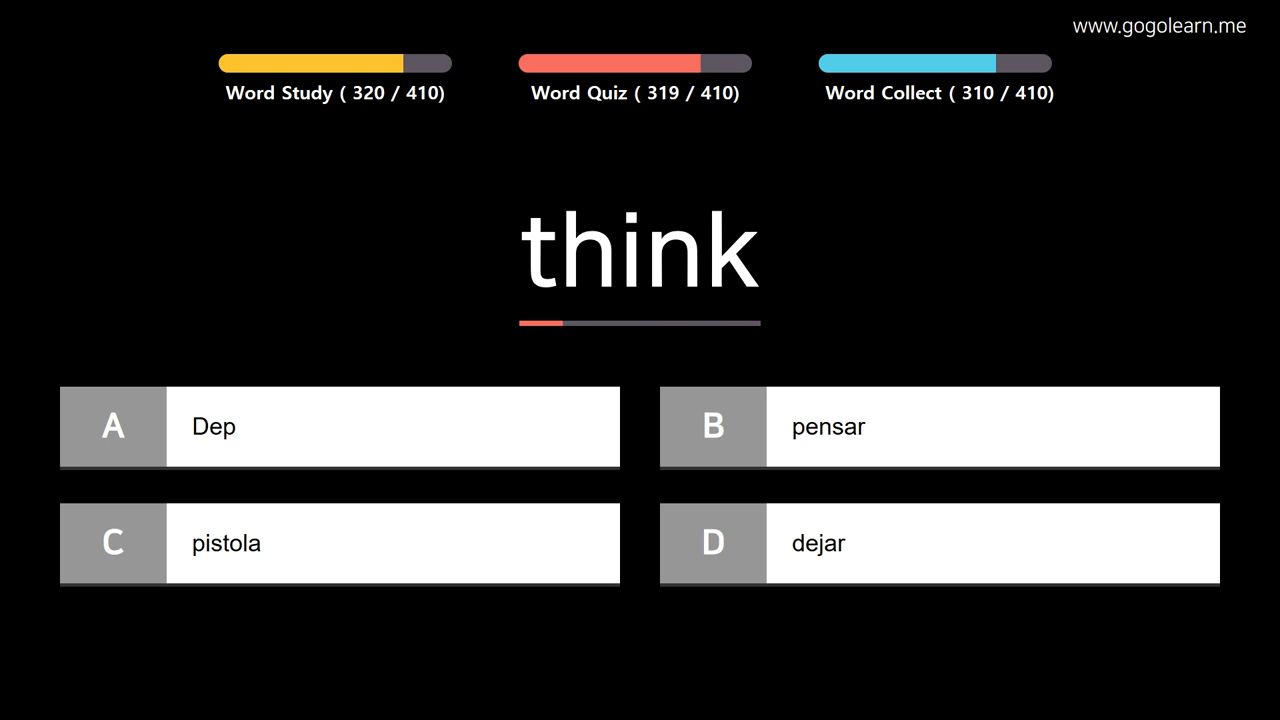 www.gogolearn.me
Word Study ( 320 / 410)
Word Quiz ( 319 / 410)
Word Collect ( 310 / 410)
think
A Dep
B pensar
C pistola
D dejar